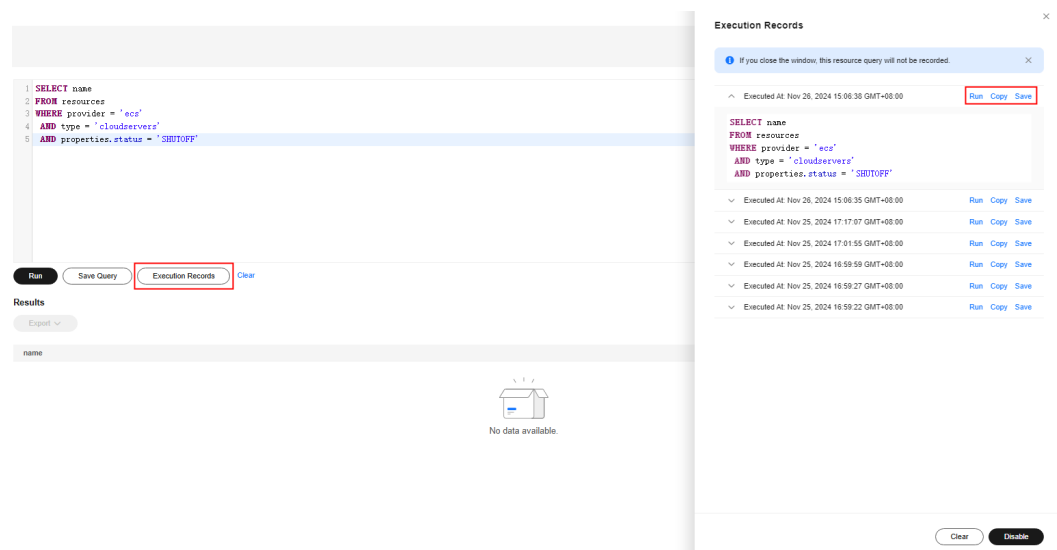 1 SELECT name
2 FROM resources
3 WHERE provider = 'ecs'
4 AND type = 'cloudservers'
5 AND properties.status = 'SHUTOFF'
Run Save Query Execution Records Clear
Results
Export
name
No data available.
Execution Records
If you close the window, this resource query will not be recorded.
Executed At: Nov 26, 2024 15:06:38 GMT+08:00 Run Copy Save
SELECT name
FROM resources
WHERE provider = 'ecs'
AND type = 'cloudservers'
AND properties.status = 'SHUTOFF'
Executed At: Nov 26, 2024 15:06:35 GMT+08:00 Run Copy Save
Executed At: Nov 25, 2024 17:17:07 GMT+08:00 Run Copy Save
Executed At: Nov 25, 2024 17:01:55 GMT+08:00 Run Copy Save
Executed At: Nov 25, 2024 16:59:59 GMT+08:00 Run Copy Save
Executed At: Nov 25, 2024 16:59:27 GMT+08:00 Run Copy Save
Executed At: Nov 25, 2024 16:59:22 GMT+08:00 Run Copy Save
Clear Disable